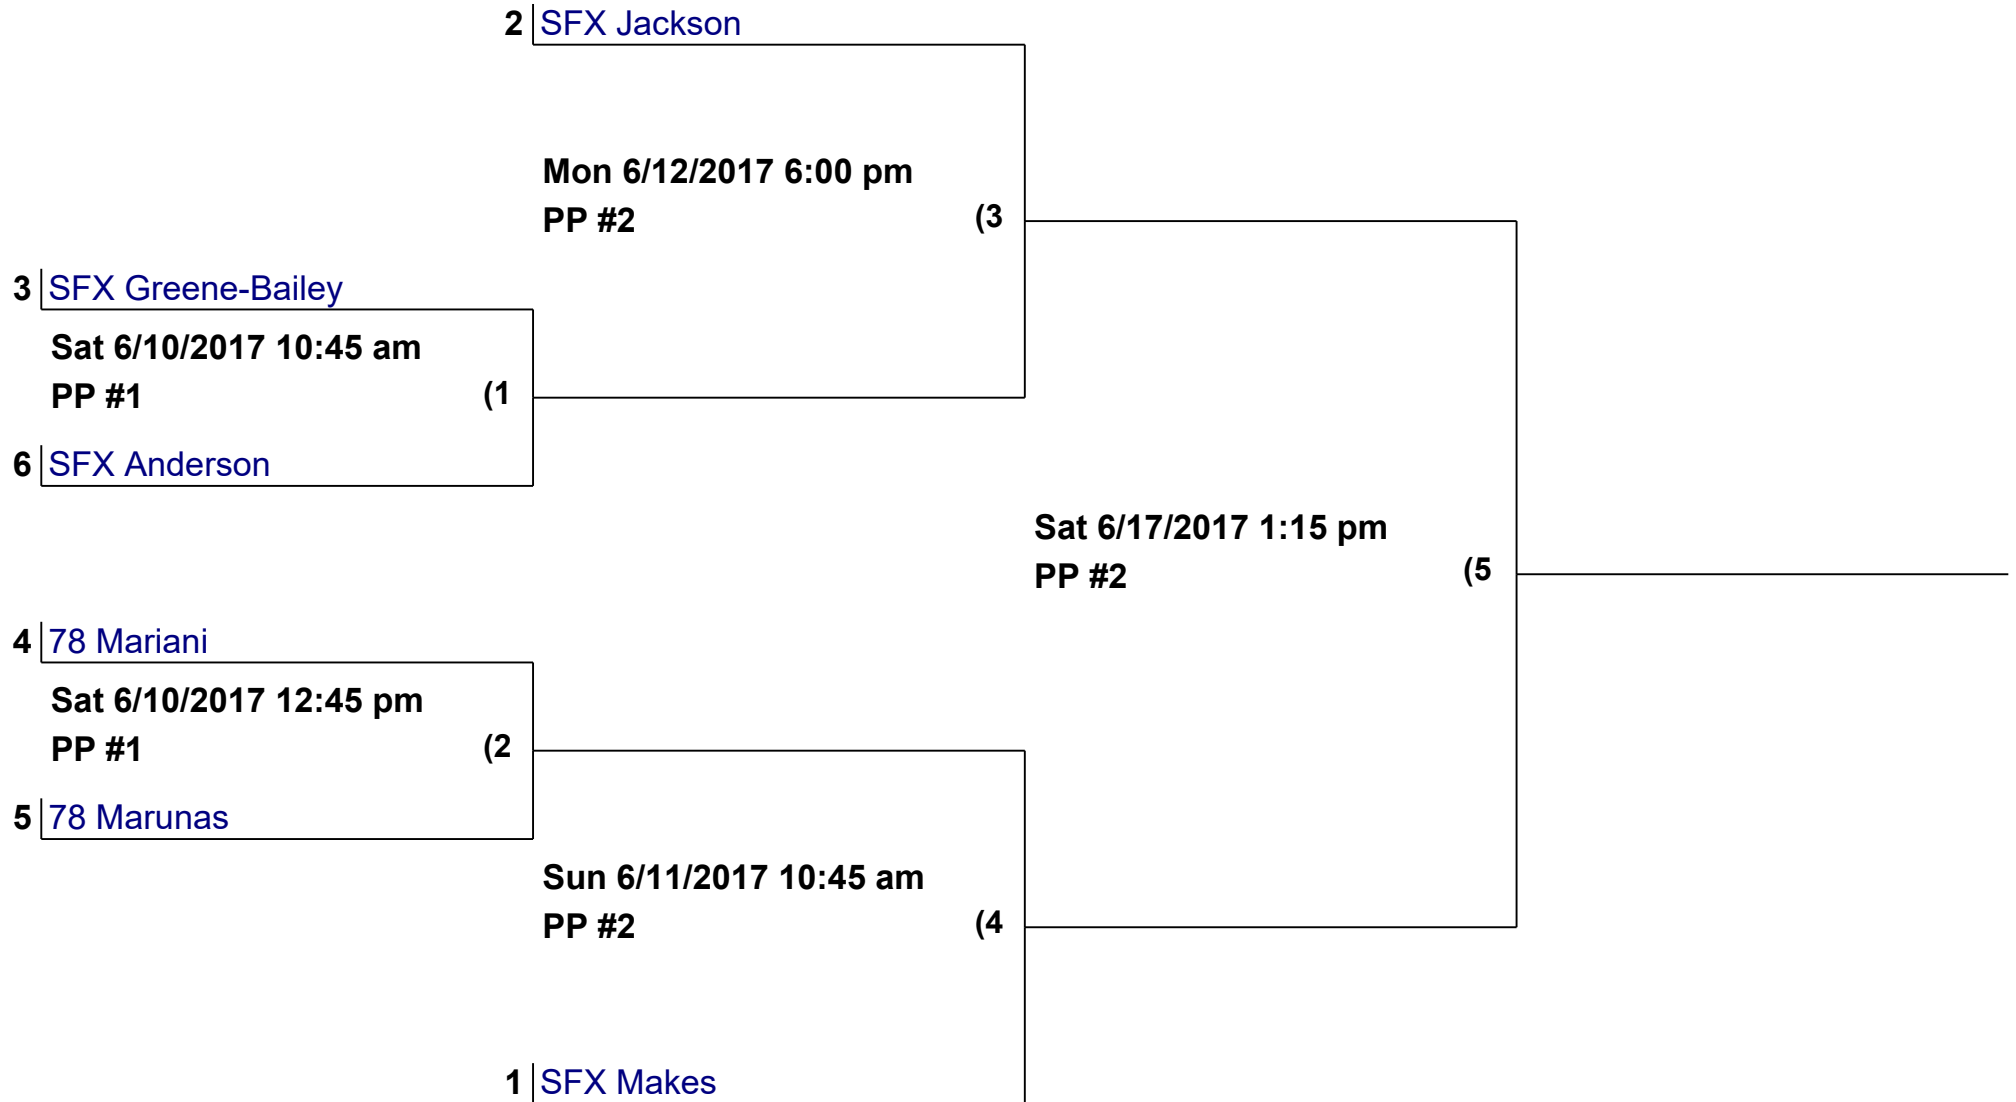 2 SFX Jackson
Mon 6/12/2017 6:00 pm
PP #2 (3
3 SFX Greene-Bailey
Sat 6/10/2017 10:45 am
PP #1 (1
6 SFX Anderson
Sat 6/17/2017 1:15 pm
PP #2 (5
4 78 Mariani
Sat 6/10/2017 12:45 pm
PP #1 (2
5 78 Marunas
Sun 6/11/2017 10:45 am
PP #2 (4
1 SFX Makes